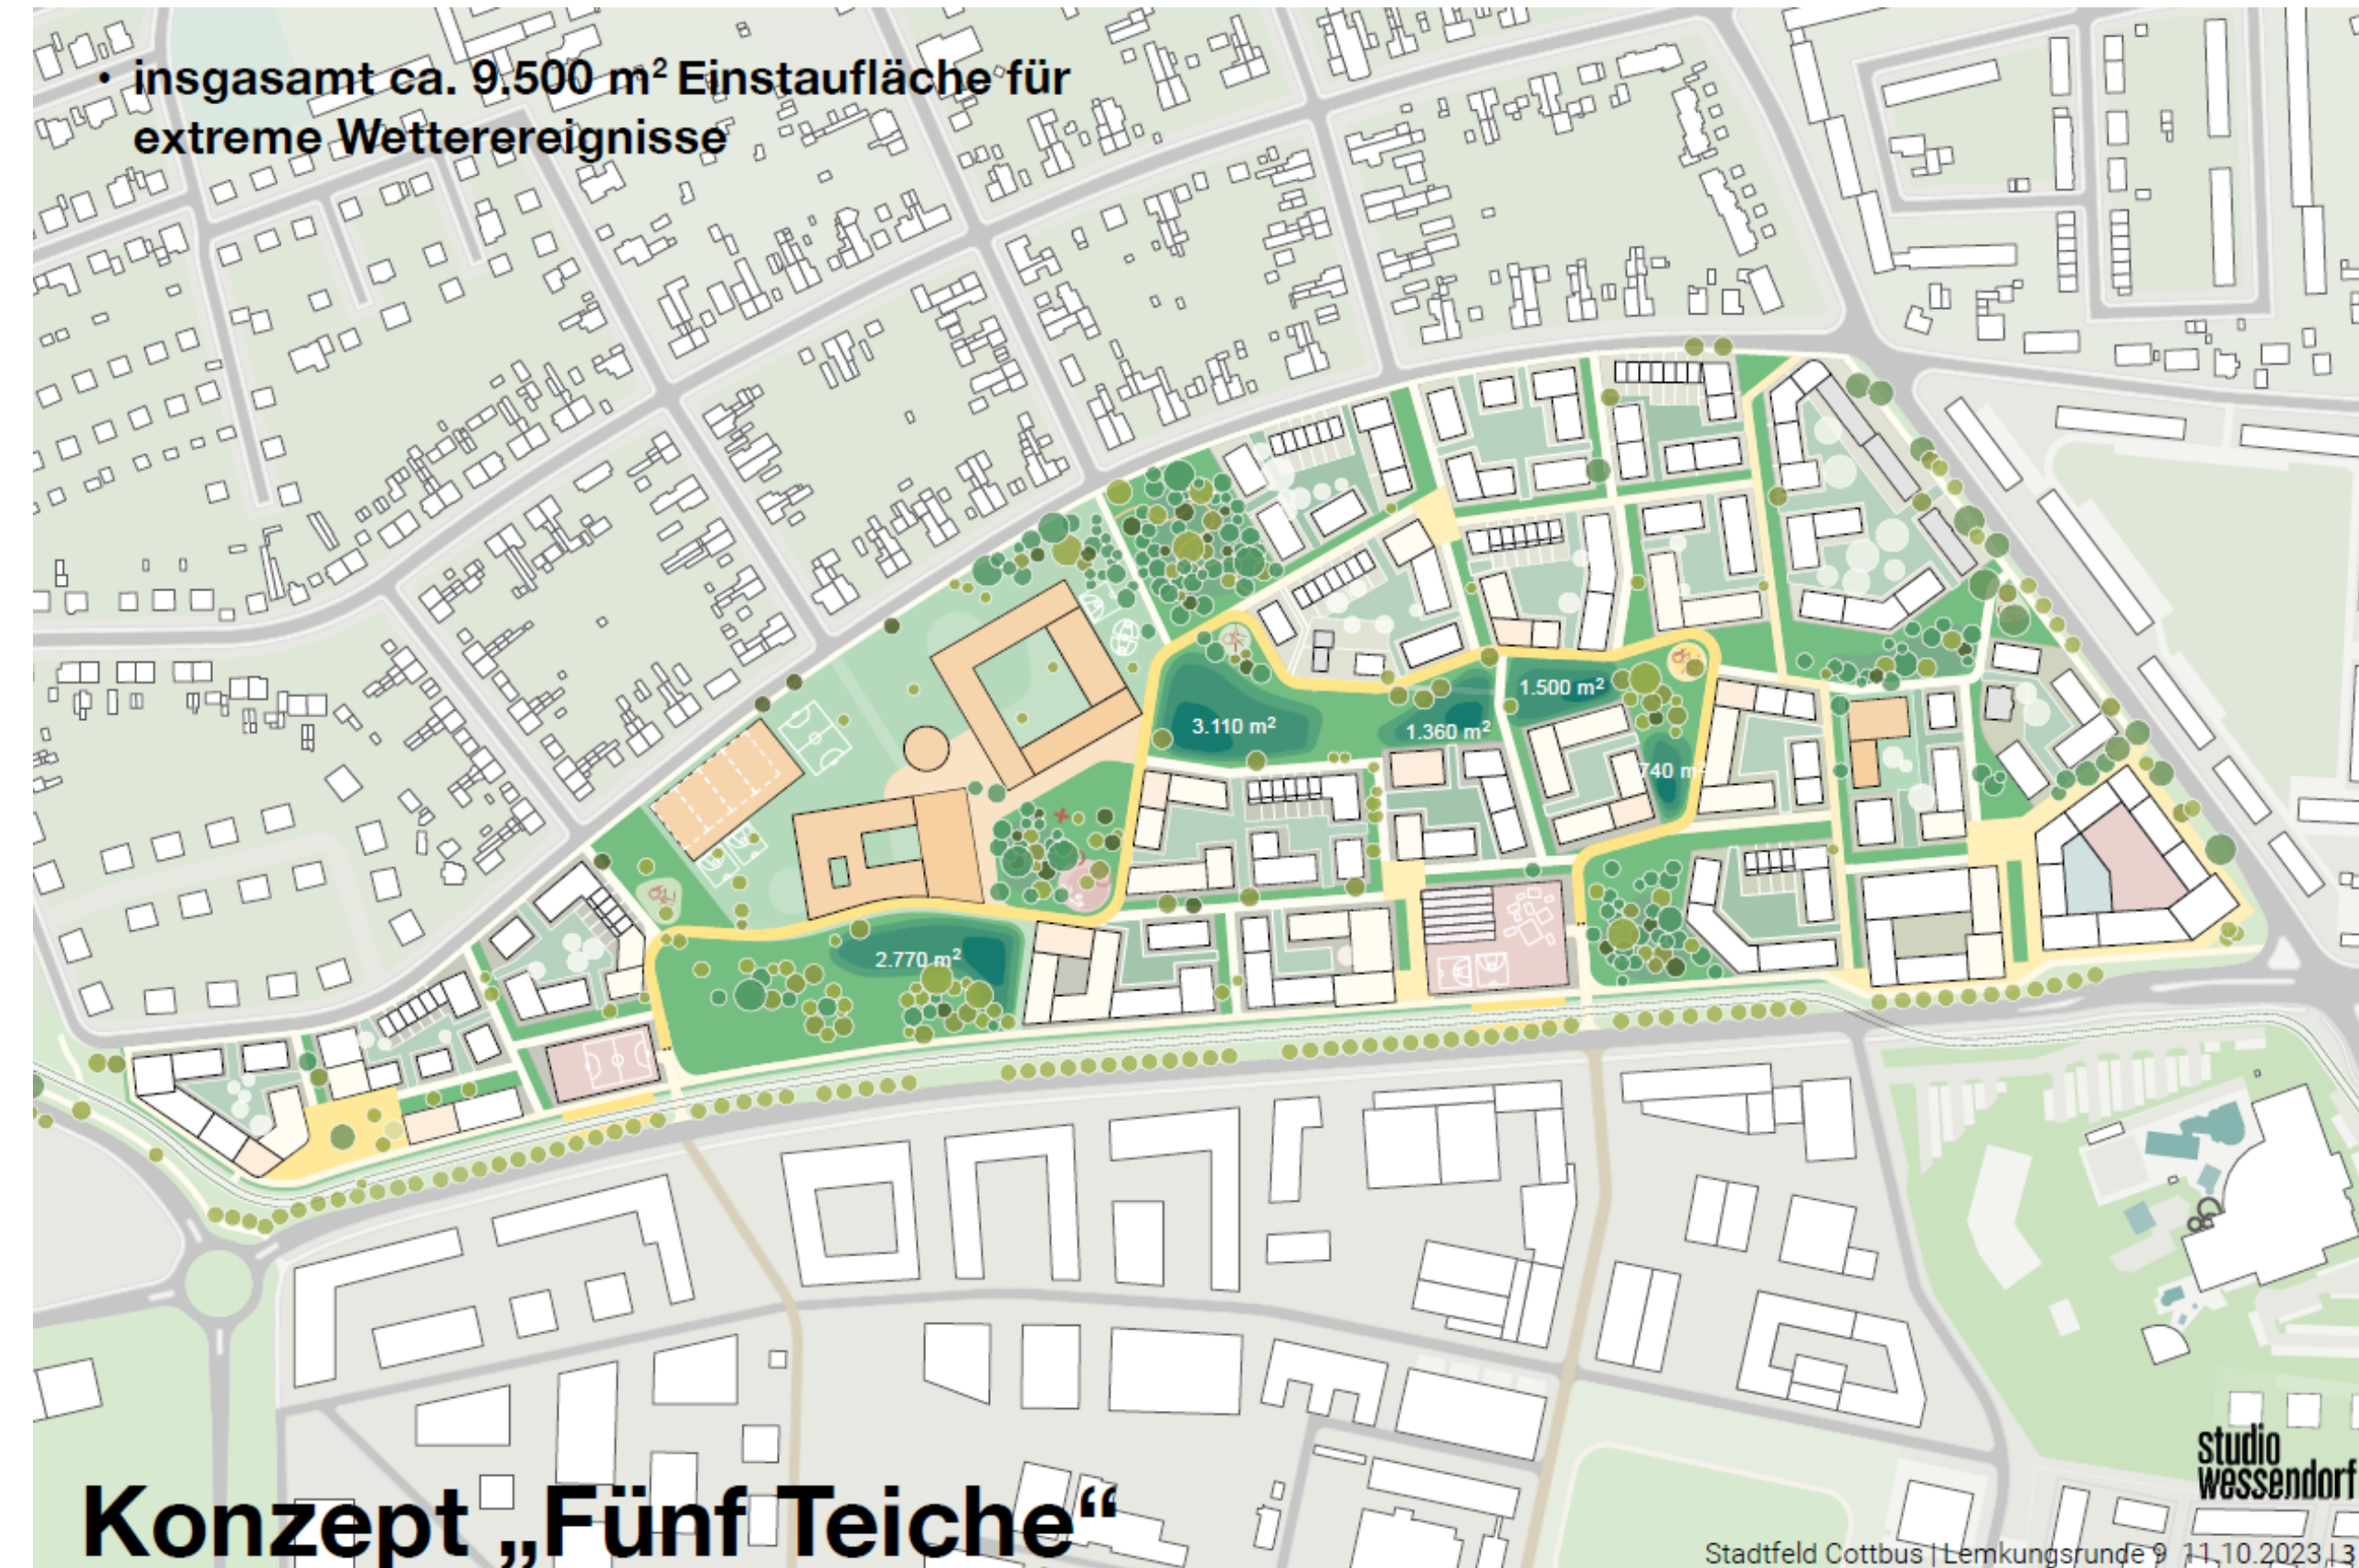 • insgasamt ca. 9.500 m² Einstaufläche für
extreme Wetterereignisse
1.500 m²
3.110 m²
1.360 m²
740 m²
2.770 m²
studio
wessendorf
Konzept „Fünf Teiche“
Stadtfeld Cottbus | Lemkungsrunde 9 11.10.2023 | 3